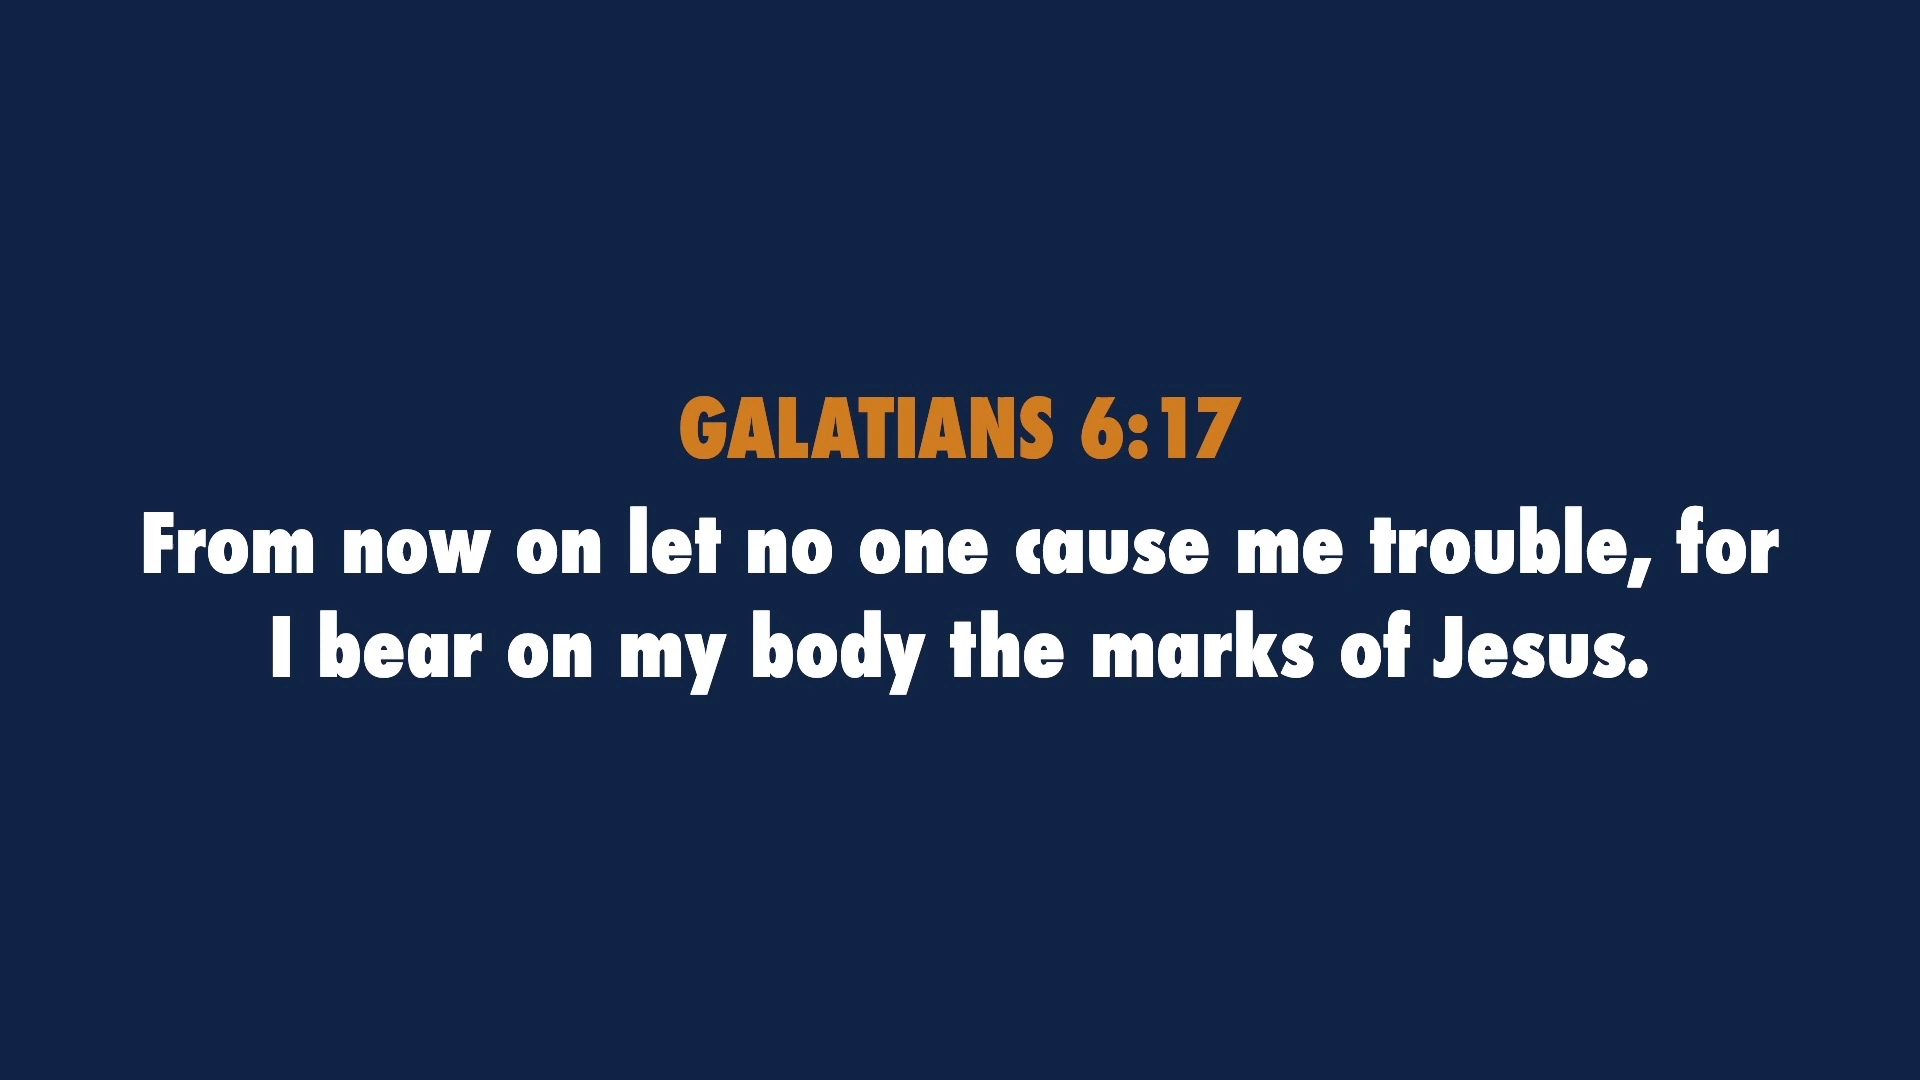 GALATIANS 6:17
From now on let no one cause me trouble, for
I bear on my body the marks of Jesus.